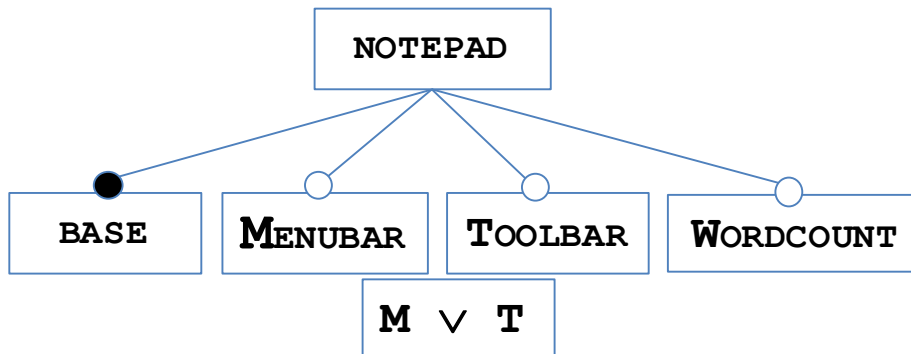 NOTEPAD
BASE MENUBAR TOOLBAR WORDCOUNT
M ∨ T